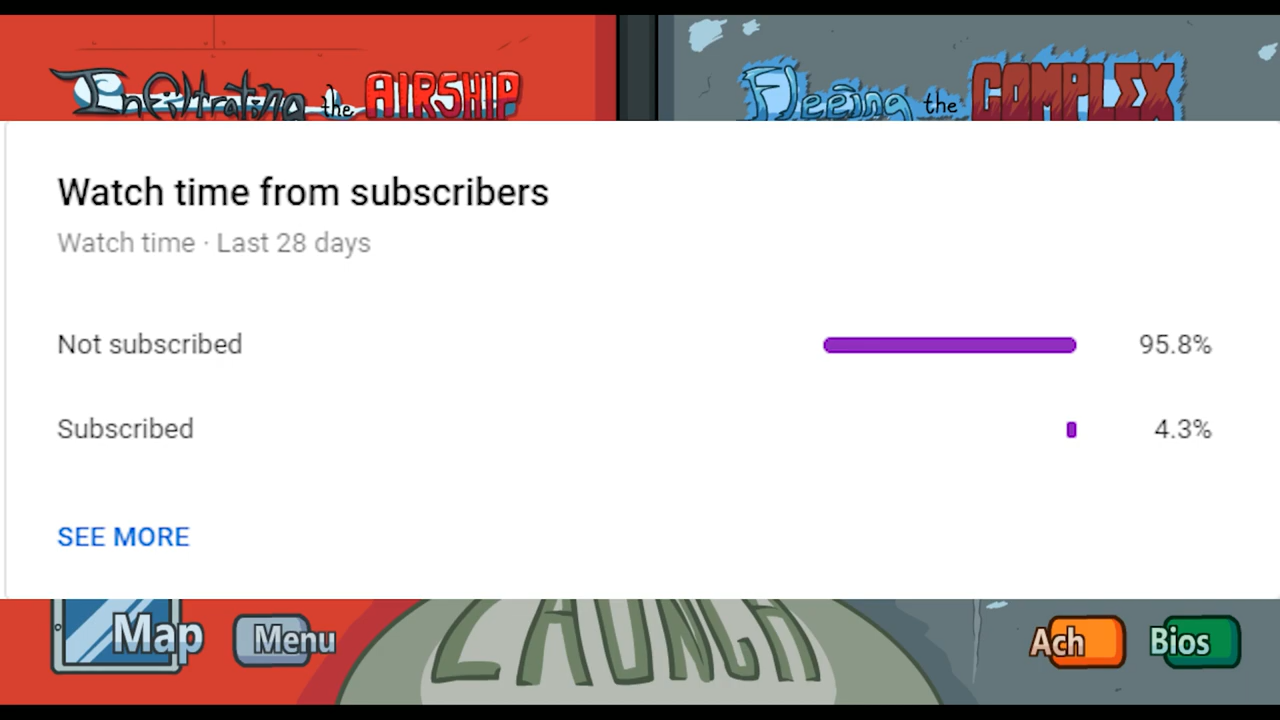 Infiltrating the AIRSHIP
Fleeing the COMPLEX
Watch time from subscribers
Watch time · Last 28 days
Not subscribed 95.8%
Subscribed 4.3%
SEE MORE
Map Menu LAUNCH Ach Bios